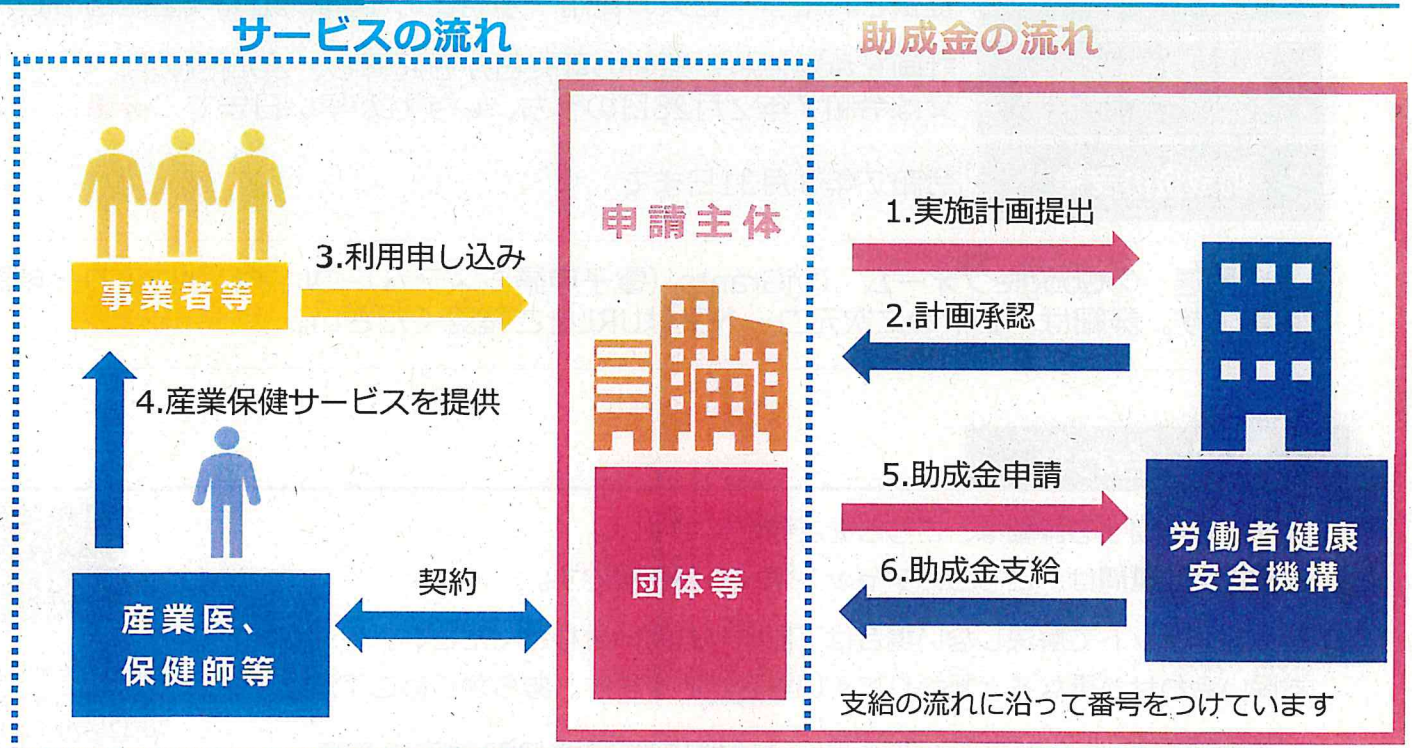 サービスの流れ
助成金の流れ
事業者等
3.利用申し込み
4.産業保健サービスを提供
産業医、
保健師等
契約
申請主体
団体等
1.実施計画提出
2.計画承認
5.助成金申請
6.助成金支給
労働者健康
安全機構
支給の流れに沿って番号をつけています